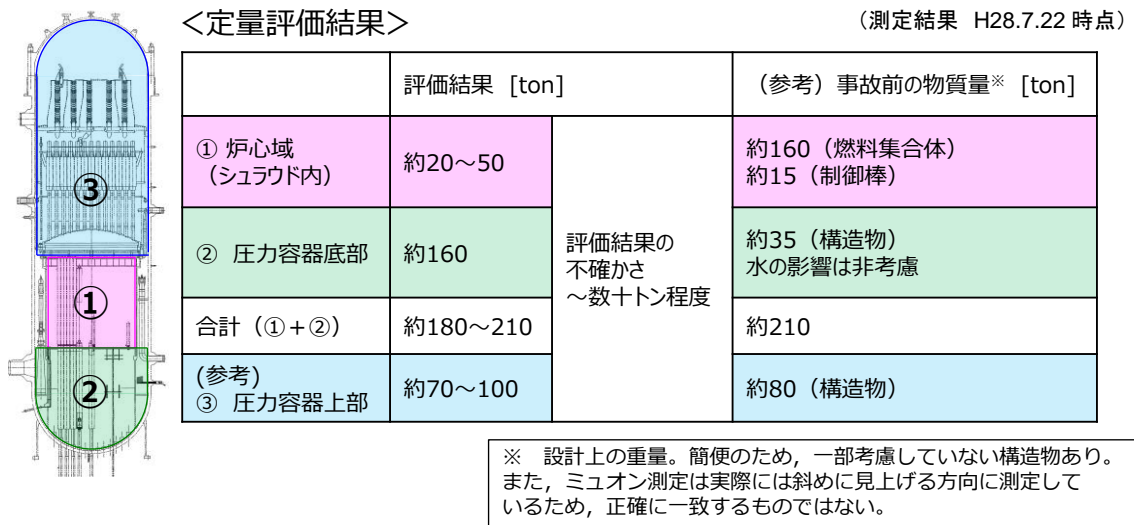 ＜定量評価結果＞
（測定結果 H28.7.22 時点）
評価結果 [ton]
（参考）事故前の物質量※ [ton]
① 炉心域
（シュラウド内）
約20～50
約160（燃料集合体）
約15（制御棒）
② 圧力容器底部
約160
評価結果の
不確かさ
～数十トン程度
約35（構造物）
水の影響は非考慮
合計（①＋②）
約180～210
約210
(参考)
③ 圧力容器上部
約70～100
約80（構造物）
③
①
②
※ 設計上の重量。簡便のため，一部考慮していない構造物あり。
また，ミュオン測定は実際には斜めに見上げる方向に測定して
いるため，正確に一致するものではない。